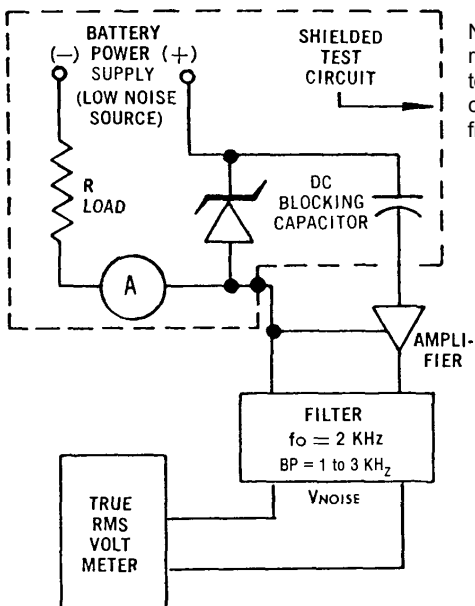 BATTERY
(-) POWER (+)
SUPPLY
(LOW NOISE
SOURCE)
SHIELDED
TEST
CIRCUIT
R
LOAD
DC
BLOCKING
CAPACITOR
A
AMPLI-
FIER
FILTER
fo = 2 KHz
BP = 1 to 3 KHz
VNOISE
TRUE
RMS
VOLT
METER